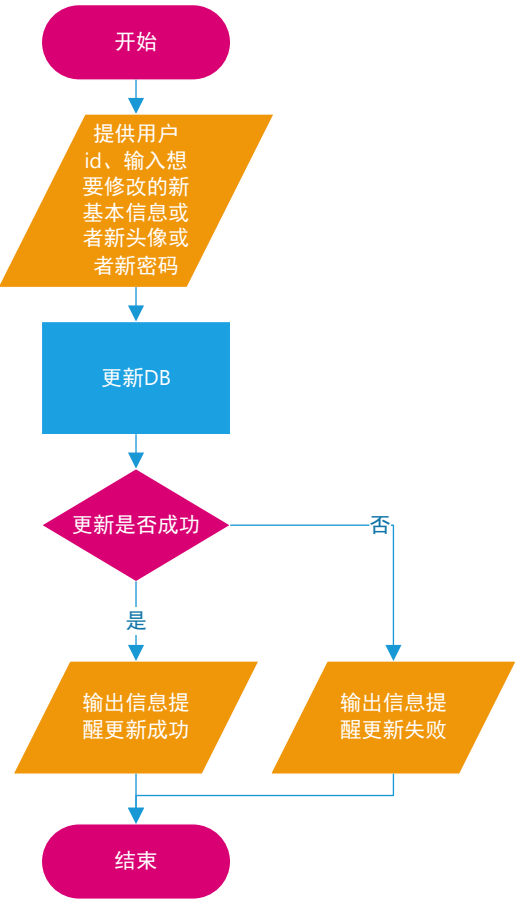 开始
提供用户
id、输入想
要修改的新
基本信息或
者新头像或
者新密码
更新DB
更新是否成功
否
是
输出信息提
醒更新成功
输出信息提
醒更新失败
结束